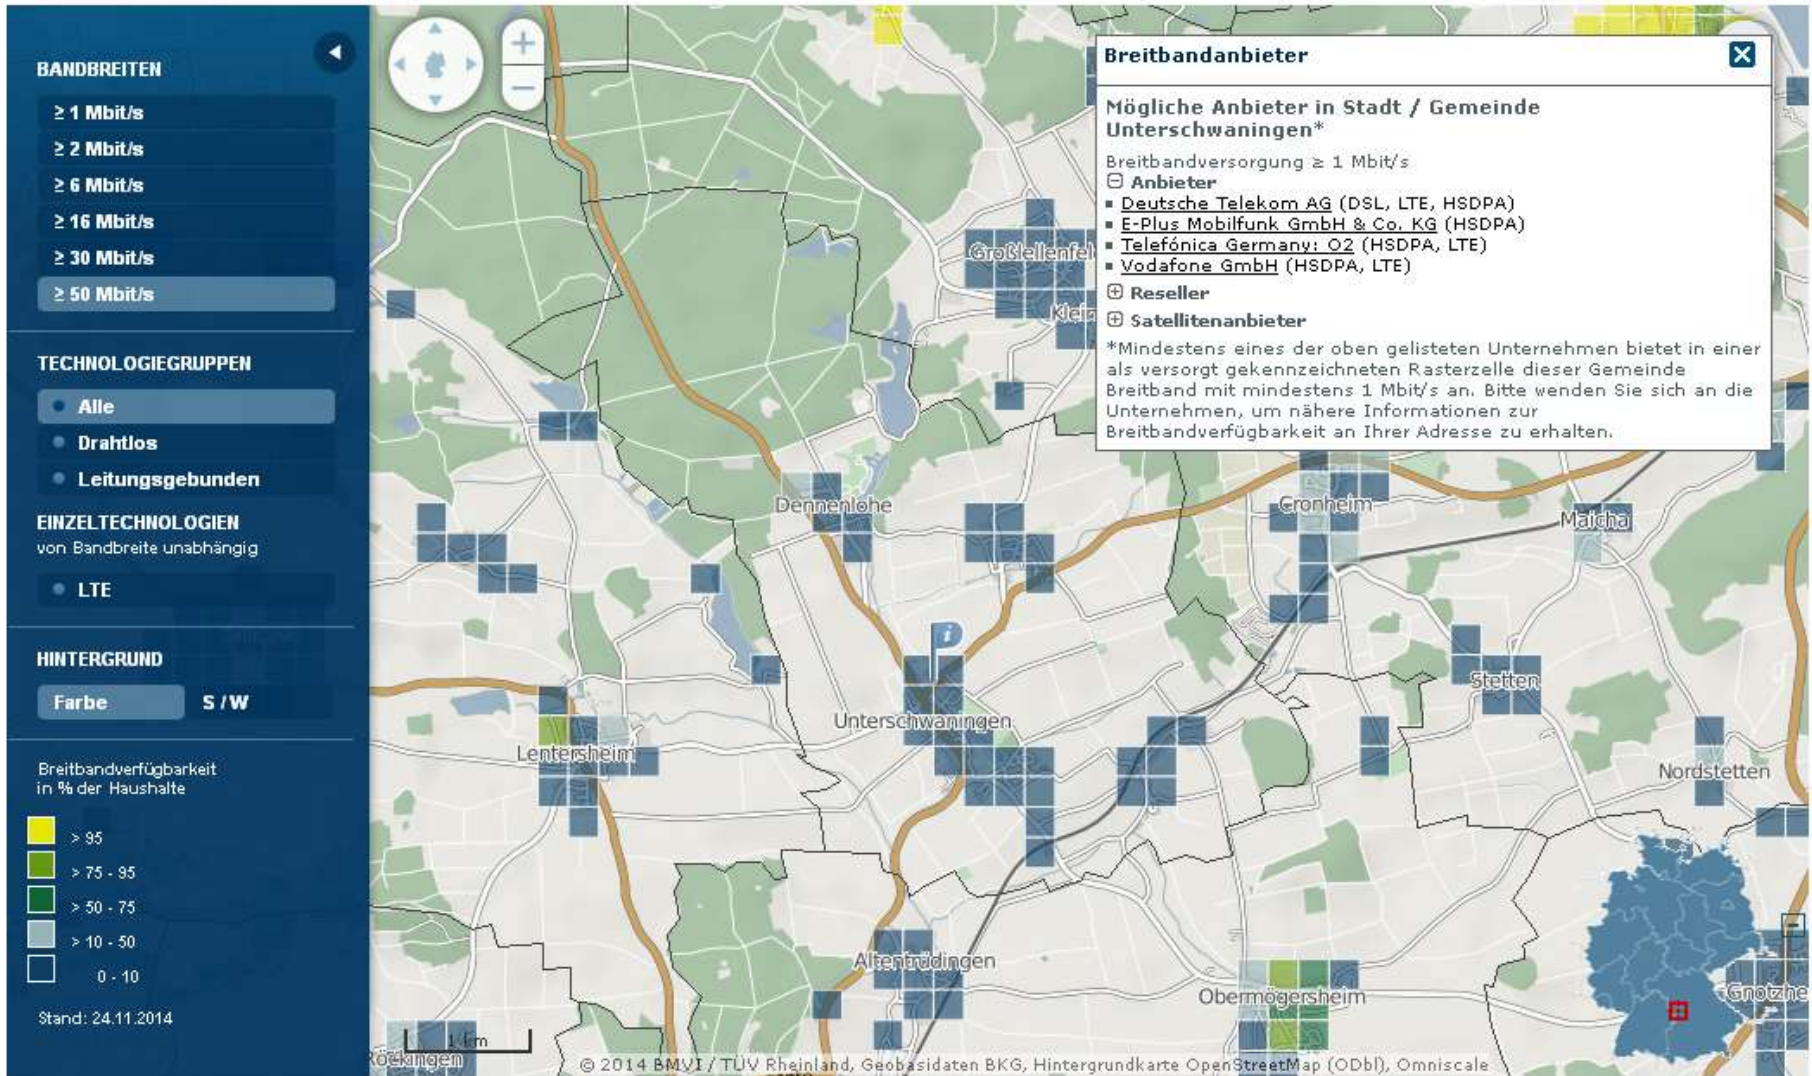 BANDBREITEN
≥ 1 Mbit/s
≥ 2 Mbit/s
≥ 6 Mbit/s
≥ 16 Mbit/s
≥ 30 Mbit/s
≥ 50 Mbit/s
TECHNOLOGIEGRUPPEN
Alle
Drahtlos
Leitungsgebunden
EINZELTECHNOLOGIEN
von Bandbreite unabhängig
LTE
HINTERGRUND
Farbe S / W
Breitbandverfügbarkeit
in % der Haushalte
> 95
> 75 - 95
> 50 - 75
> 10 - 50
0 - 10
Stand: 24.11.2014
Breitbandanbieter
Mögliche Anbieter in Stadt / Gemeinde
Unterschwaningen*
Breitbandversorgung ≥ 1 Mbit/s
Anbieter
Deutsche Telekom AG (DSL, LTE, HSDPA)
E-Plus Mobilfunk GmbH & Co. KG (HSDPA)
Telefónica Germany: O2 (HSDPA, LTE)
Vodafone GmbH (HSDPA, LTE)
Reseller
Satellitenanbieter
*Mindestens eines der oben gelisteten Unternehmen bietet in einer
als versorgt gekennzeichneten Rasterzelle dieser Gemeinde
Breitband mit mindestens 1 Mbit/s an. Bitte wenden Sie sich an die
Unternehmen, um nähere Informationen zur
Breitbandverfügbarkeit an Ihrer Adresse zu erhalten.
Großlellenfel
Klein
Dennenlohe
Cronheim
Maicha
i
Stetten
Unterschwaningen
Lentersheim
Nordstetten
Altentrüdingen
Obermögersheim
Gnotzhe
1 km
Röckingen
© 2014 BMVI / TÜV Rheinland, Geobasidaten BKG, Hintergrundkarte OpenStreetMap (ODbl), Omniscale